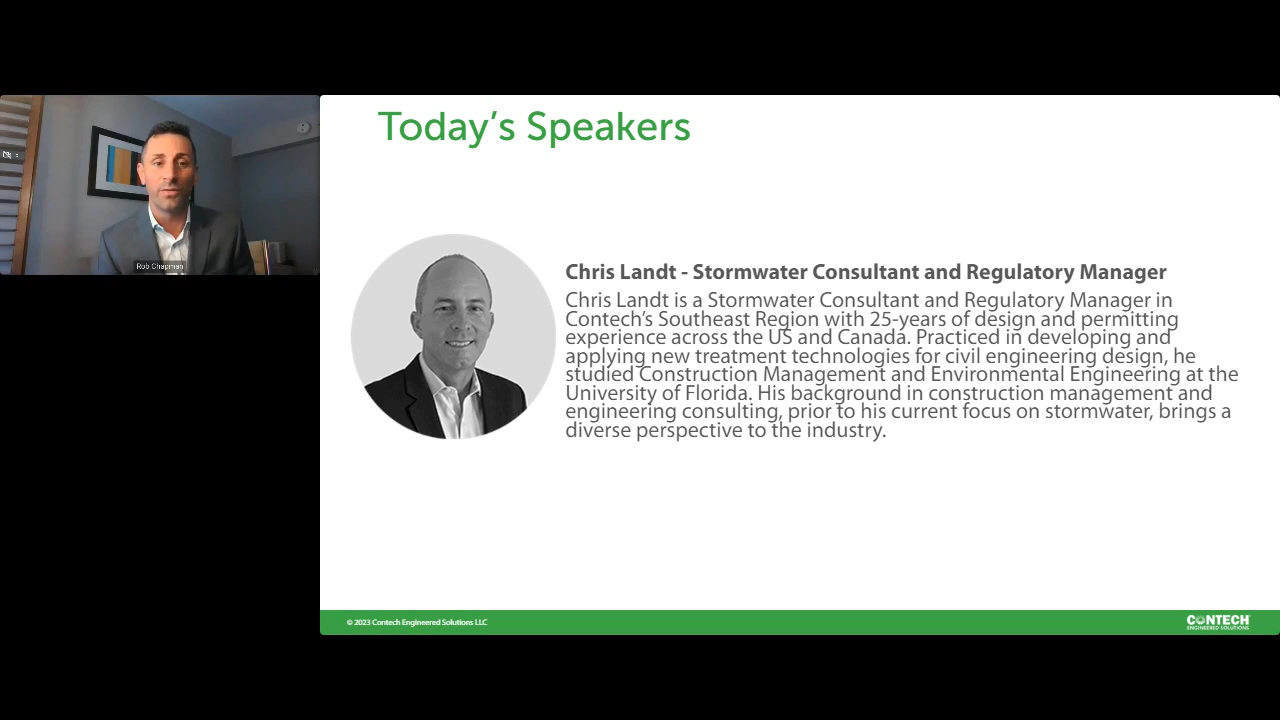 Today's Speakers
Rob Chapman
Chris Landt - Stormwater Consultant and Regulatory Manager
Chris Landt is a Stormwater Consultant and Regulatory Manager in
Contech's Southeast Region with 25-years of design and permitting
experience across the US and Canada. Practiced in developing and
applying new treatment technologies for civil engineering design, he
studied Construction Management and Environmental Engineering at the
University of Florida. His background in construction management and
engineering consulting, prior to his current focus on stormwater, brings a
diverse perspective to the industry.
© 2023 Contech Engineered Solutions LLC
CONTECH
ENGINEERED SOLUTIONS